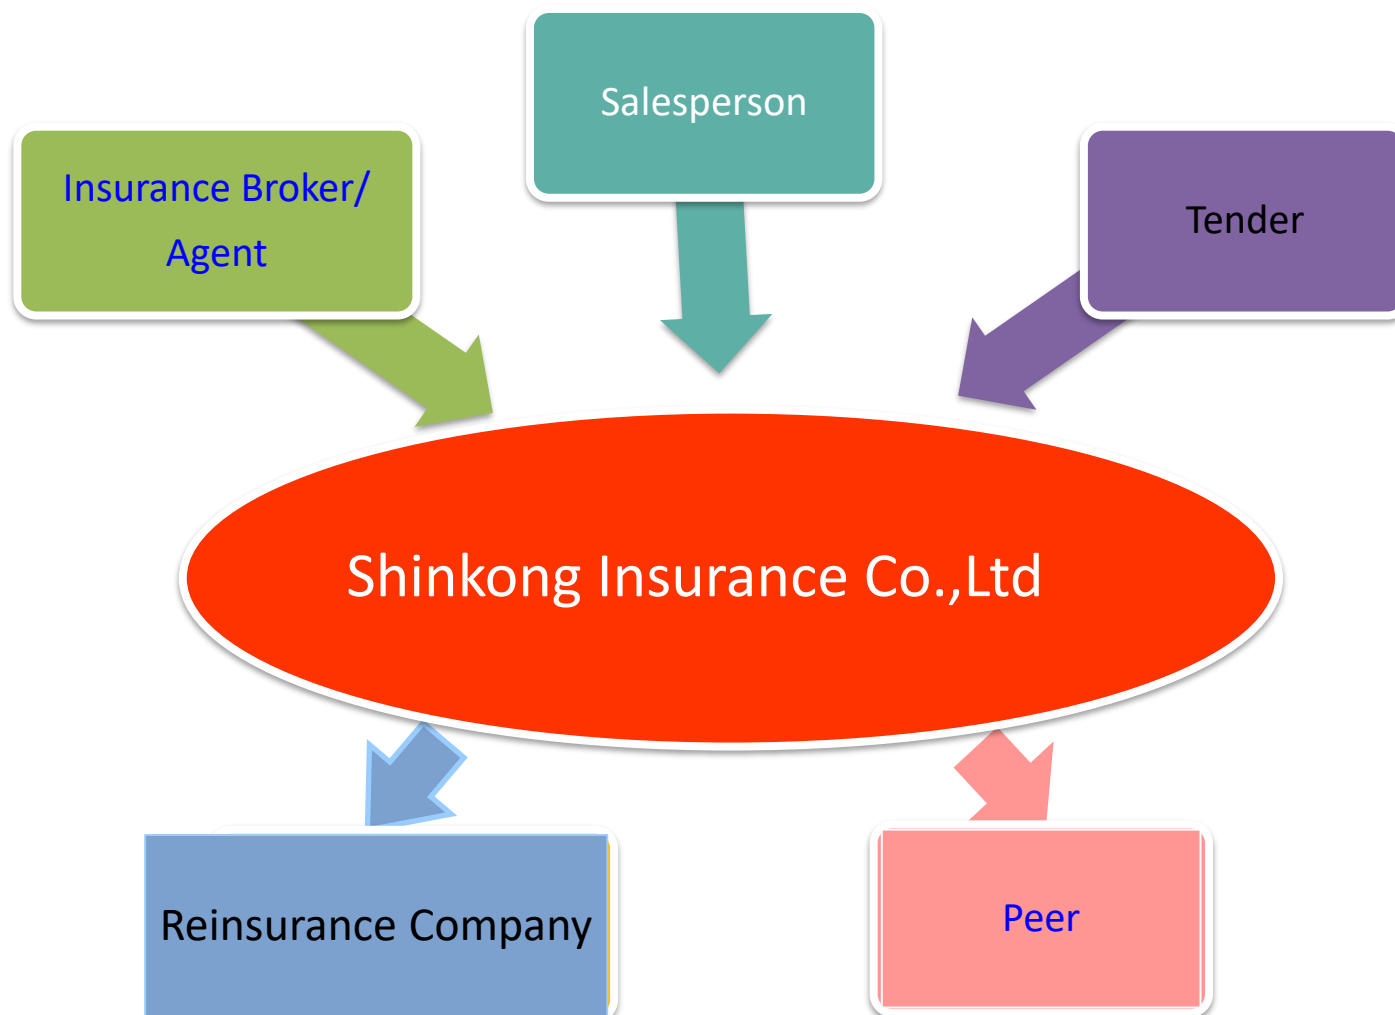 Salesperson
Insurance Broker/
Agent
Tender
Shinkong Insurance Co.,Ltd
Reinsurance Company
Peer